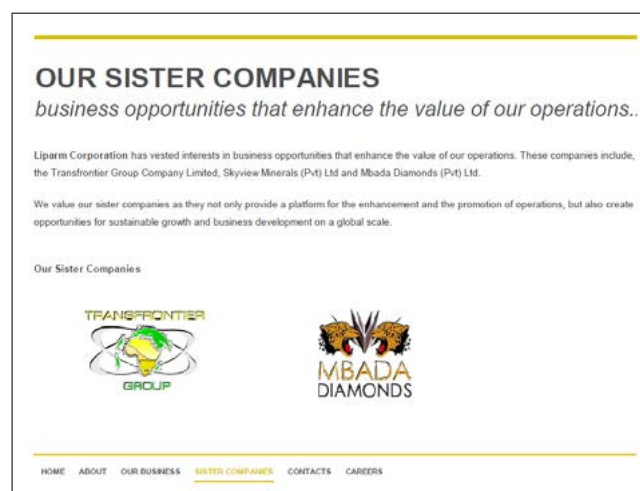 OUR SISTER COMPANIES
business opportunities that enhance the value of our operations..
Liparm Corporation has vested interests in business opportunities that enhance the value of our operations. These companies include,
the Transfrontier Group Company Limited, Skyview Minerals (Pvt) Ltd and Mbada Diamonds (Pvt) Ltd.
We value our sister companies as they not only provide a platform for the enhancement and the promotion of operations, but also create
opportunities for sustainable growth and business development on a global scale.
Our Sister Companies
TRANSFRONTIER
GROUP
MBADA
DIAMONDS
HOME ABOUT OUR BUSINESS SISTER COMPANIES CONTACTS CAREERS